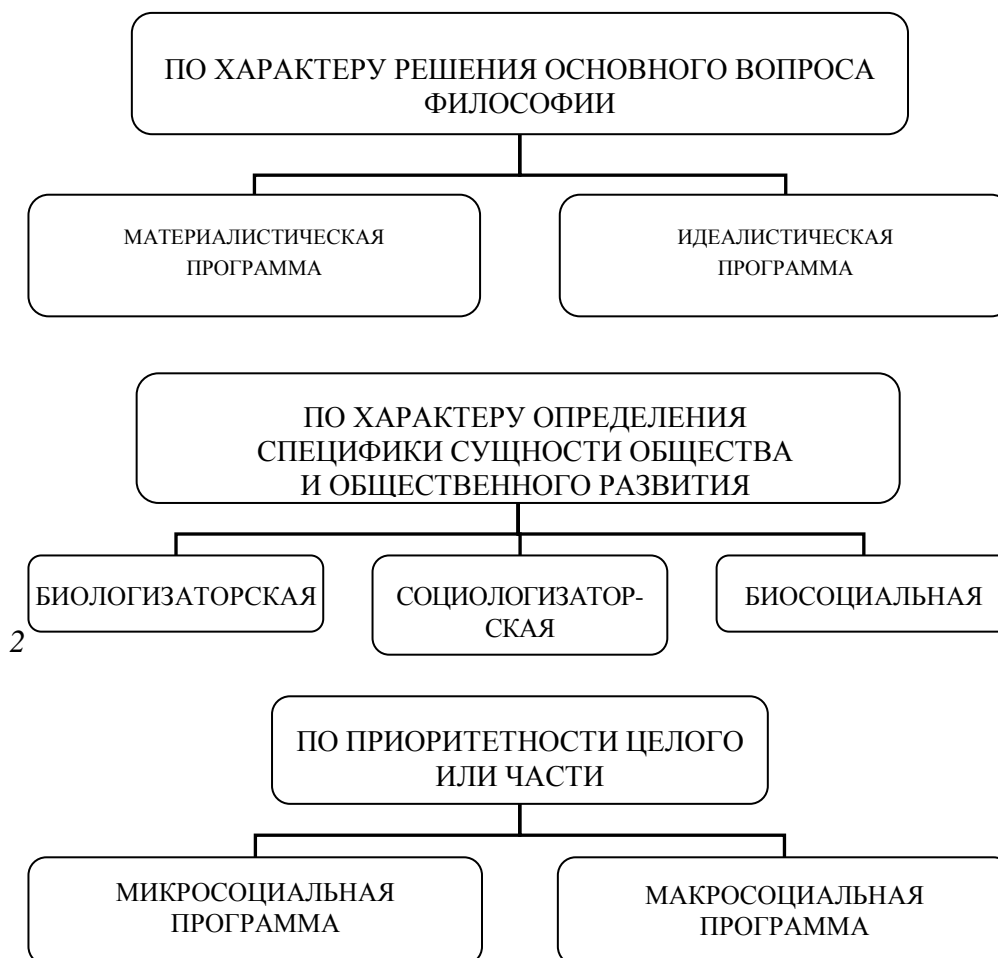 ПО ХАРАКТЕРУ РЕШЕНИЯ ОСНОВНОГО ВОПРОСА
ФИЛОСОФИИ
МАТЕРИАЛИСТИЧЕСКАЯ
ПРОГРАММА
ИДЕАЛИСТИЧЕСКАЯ
ПРОГРАММА
ПО ХАРАКТЕРУ ОПРЕДЕЛЕНИЯ
СПЕЦИФИКИ СУЩНОСТИ ОБЩЕСТВА
И ОБЩЕСТВЕННОГО РАЗВИТИЯ
БИОЛОГИЗАТОРСКАЯ
СОЦИОЛОГИЗАТОР-
СКАЯ
БИОСОЦИАЛЬНАЯ
2
ПО ПРИОРИТЕТНОСТИ ЦЕЛОГО
ИЛИ ЧАСТИ
МИКРОСОЦИАЛЬНАЯ
ПРОГРАММА
МАКРОСОЦИАЛЬНАЯ
ПРОГРАММА